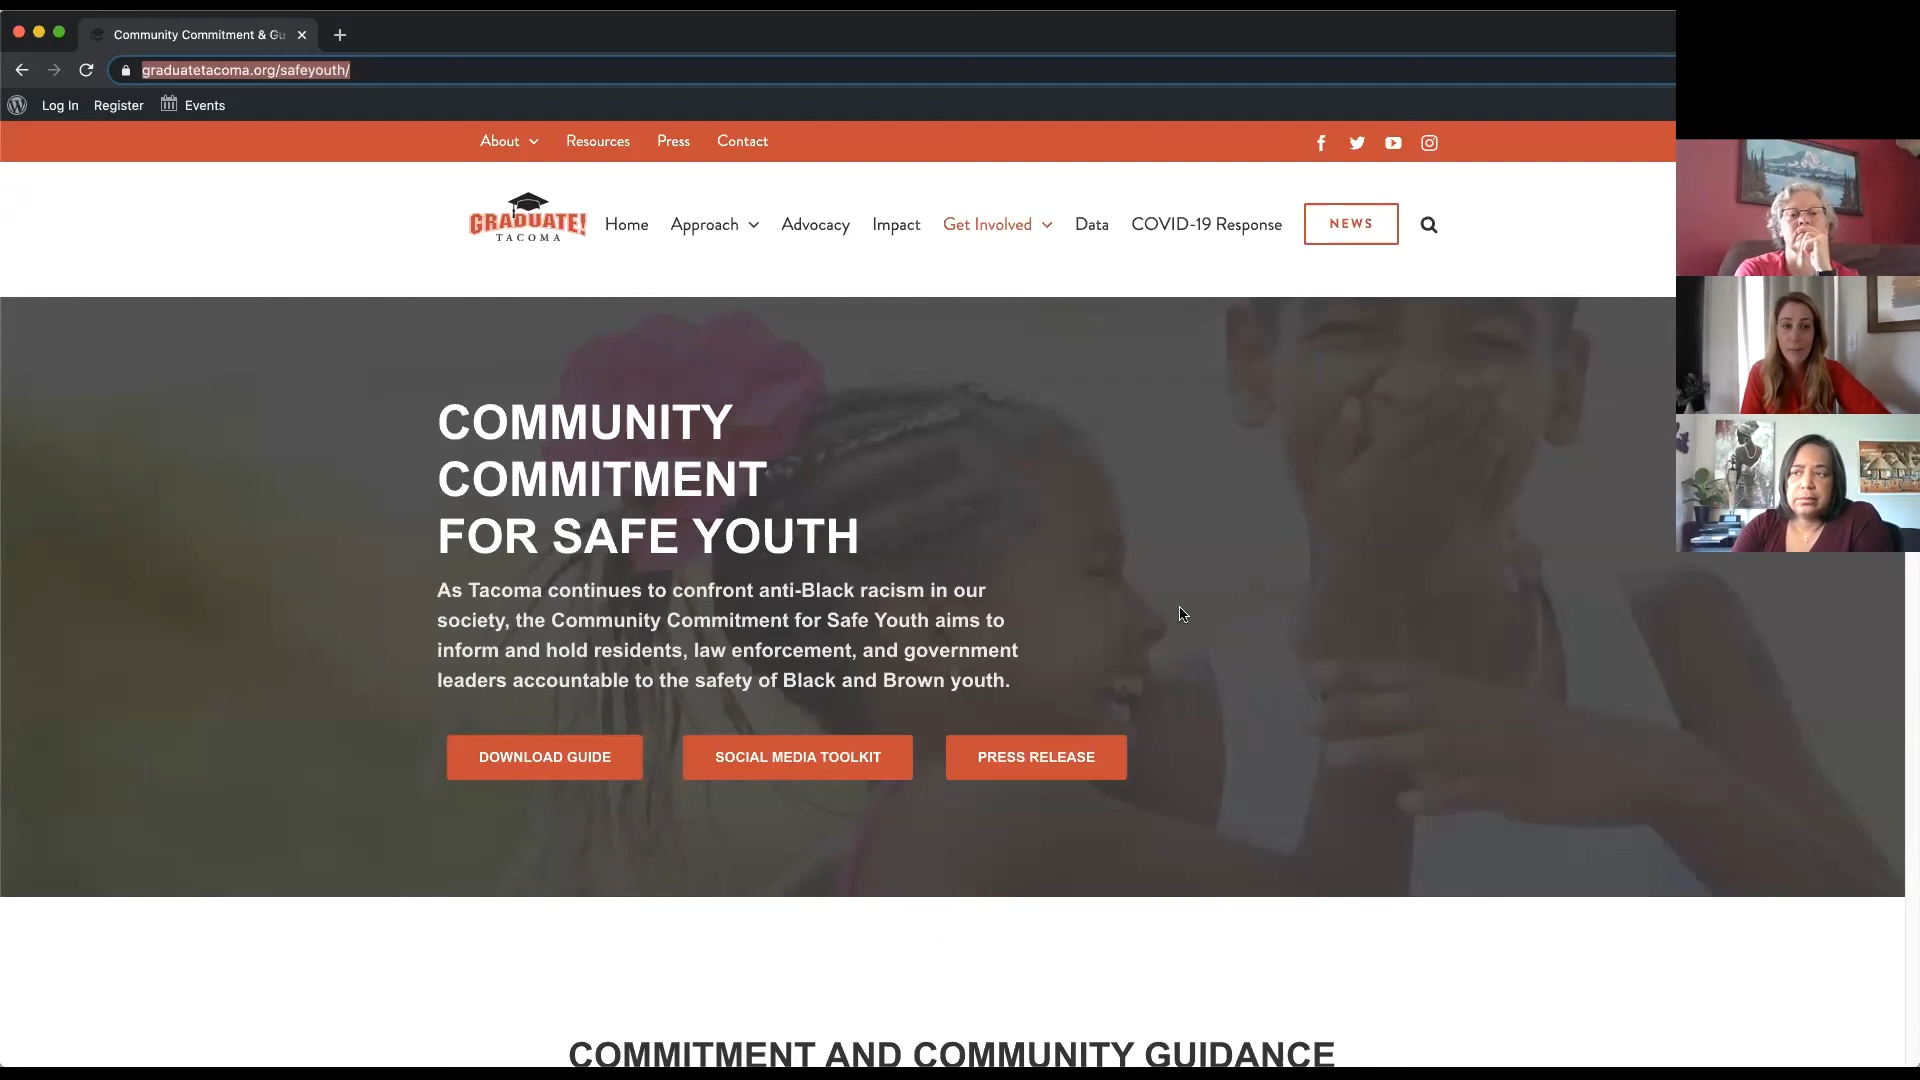 Community Commitment & Gu
graduatetacoma.org/safeyouth/
Log In Register Events
About Resources Press Contact
GRADUATE!
TACOMA
Home Approach Advocacy Impact Get Involved Data COVID-19 Response NEWS
COMMUNITY
COMMITMENT
FOR SAFE YOUTH
As Tacoma continues to confront anti-Black racism in our
society, the Community Commitment for Safe Youth aims to
inform and hold residents, law enforcement, and government
leaders accountable to the safety of Black and Brown youth.
DOWNLOAD GUIDE SOCIAL MEDIA TOOLKIT PRESS RELEASE
COMMITMENT AND COMMUNITY GUIDANCE